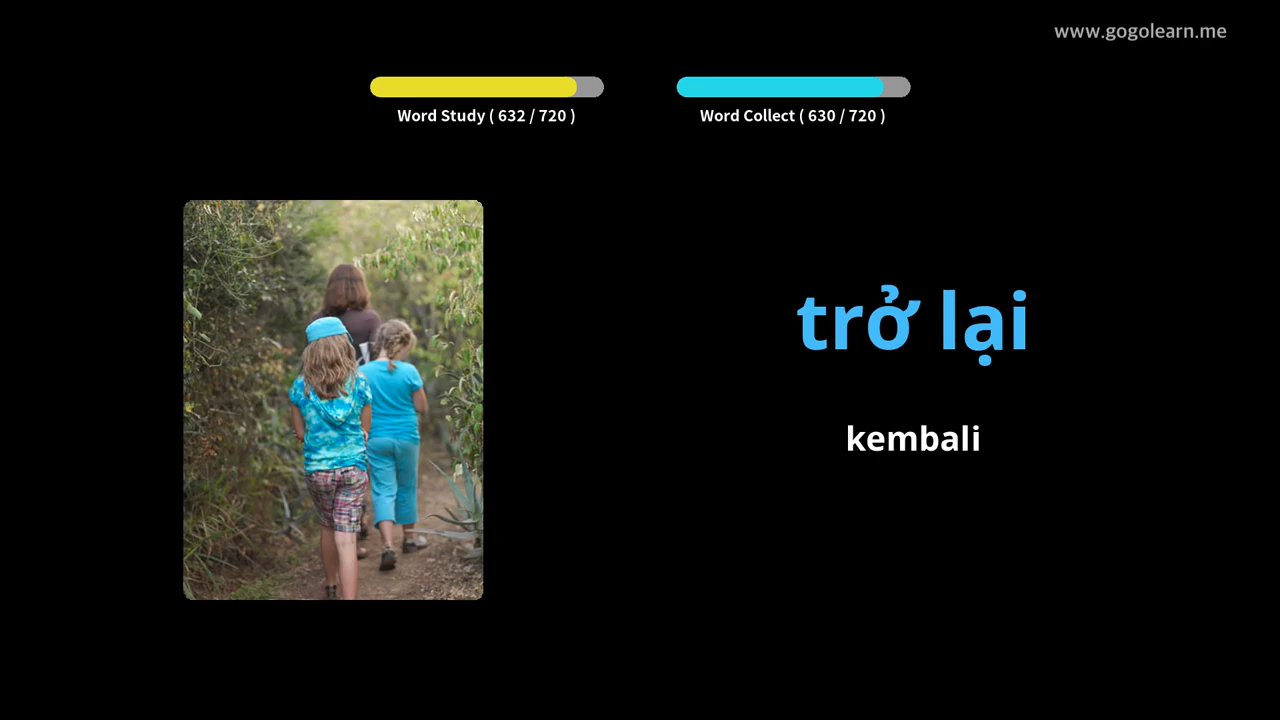 www.gogolearn.me
Word Study ( 632 / 720 )
Word Collect ( 630 / 720 )
trở lại
kembali